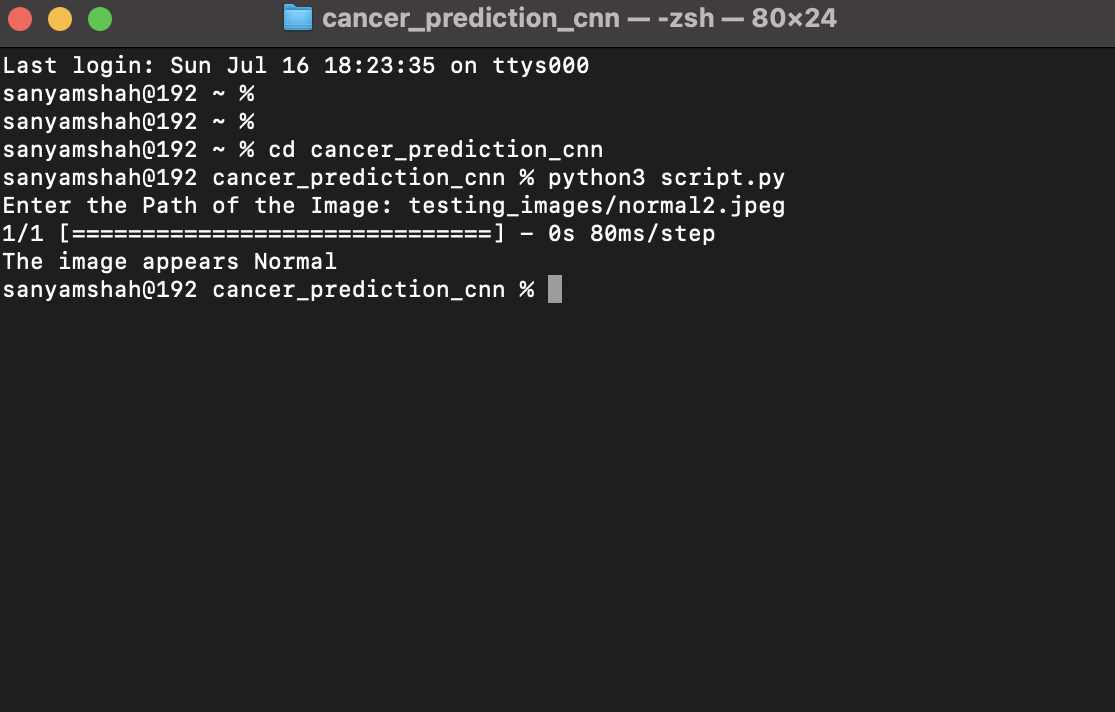 cancer_prediction_cnn — -zsh — 80×24
Last login: Sun Jul 16 18:23:35 on ttys000
sanyamshah@192 ~ %
sanyamshah@192 ~ %
sanyamshah@192 ~ % cd cancer_prediction_cnn
sanyamshah@192 cancer_prediction_cnn % python3 script.py
Enter the Path of the Image: testing_images/normal2.jpeg
1/1 [==============================] - 0s 80ms/step
The image appears Normal
sanyamshah@192 cancer_prediction_cnn %